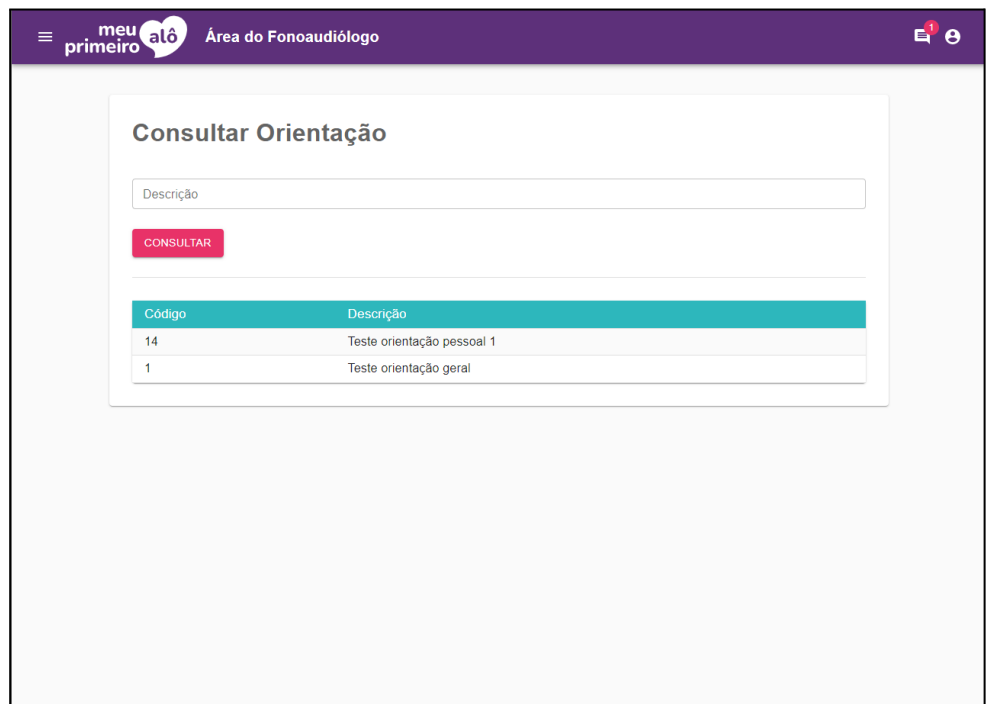 meu primeiro alô
Área do Fonoaudiólogo
1
Consultar Orientação
Descrição
CONSULTAR
Código Descrição
14 Teste orientação pessoal 1
1 Teste orientação geral